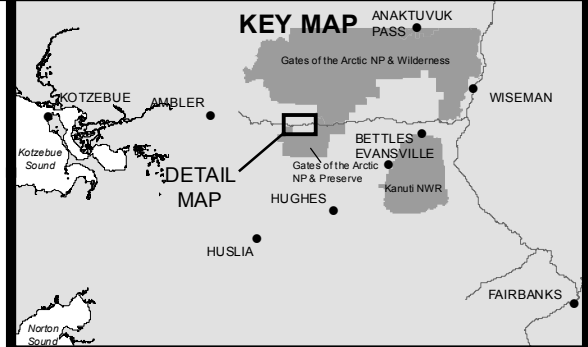 KEY MAP
ANAKTUVUK
PASS
Gates of the Arctic NP & Wilderness
KOTZEBUE
AMBLER
WISEMAN
Kotzebue
Sound
BETTLES
EVANSVILLE
Gates of the Arctic
NP & Preserve
DETAIL
MAP
Kanuti NWR
HUGHES
HUSLIA
FAIRBANKS
Norton
Sound